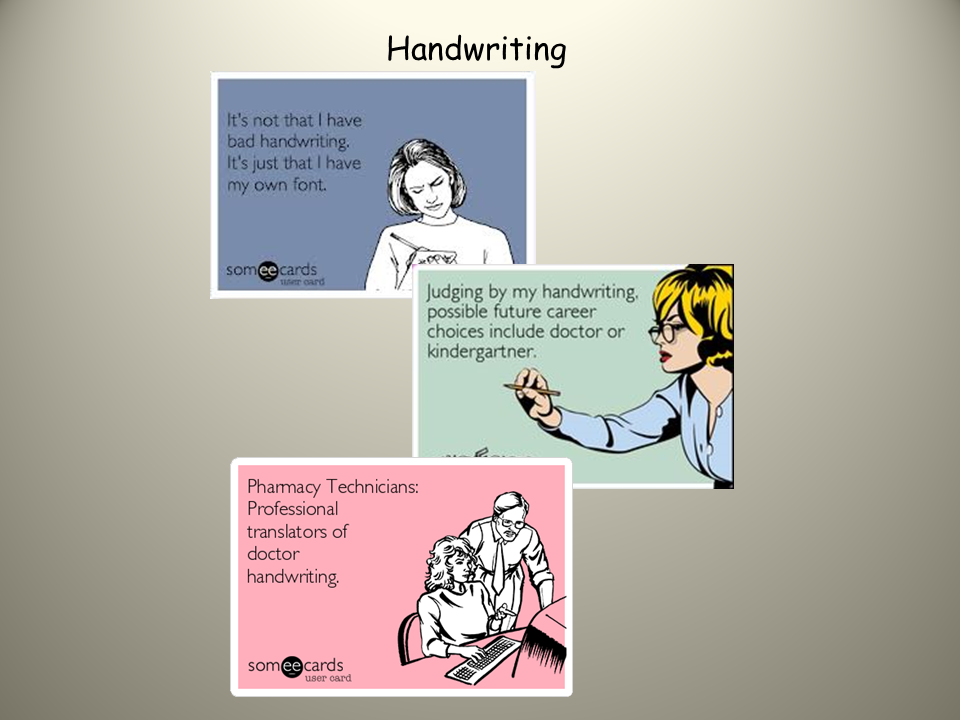 Handwriting
It's not that I have
bad handwriting.
It's just that I have
my own font.
someecards
user card
Judging by my handwriting,
possible future career
choices include doctor or
kindergartner.
Pharmacy Technicians:
Professional
translators of
doctor
handwriting.
someecards
user card